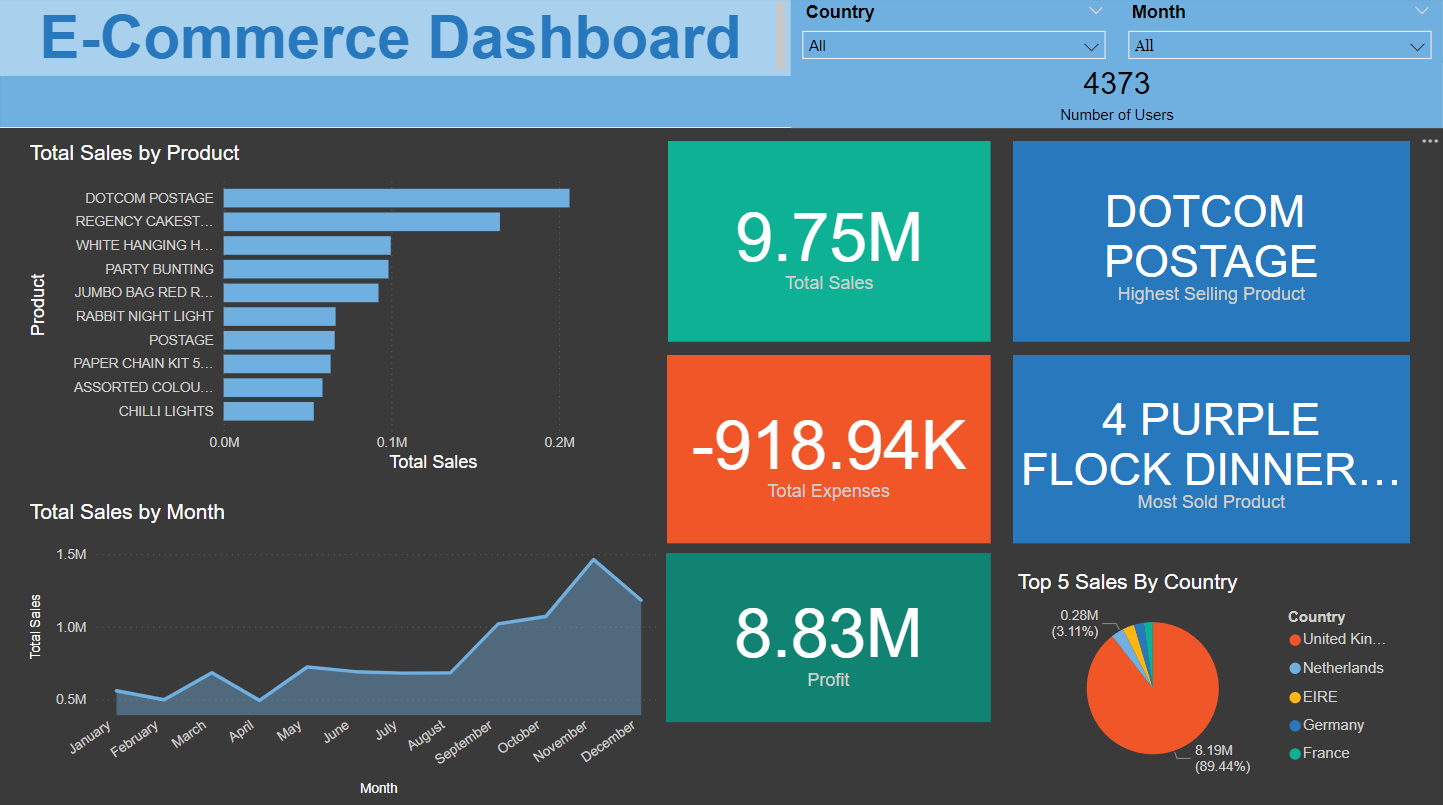 E-Commerce Dashboard
Country
All
Month
All
4373
Number of Users
Total Sales by Product
Product
DOTCOM POSTAGE
REGENCY CAKEST...
WHITE HANGING H...
PARTY BUNTING
JUMBO BAG RED R...
RABBIT NIGHT LIGHT
POSTAGE
PAPER CHAIN KIT 5...
ASSORTED COLOU...
CHILLI LIGHTS
0.0M
0.1M
0.2M
Total Sales
9.75M
Total Sales
DOTCOM
POSTAGE
Highest Selling Product
-918.94K
Total Expenses
4 PURPLE
FLOCK DINNER...
Most Sold Product
Total Sales by Month
Total Sales
1.5M
1.0M
0.5M
January
February
March
April
May
June
July
August
September
October
November
December
Month
8.83M
Profit
Top 5 Sales By Country
0.28M
(3.11%)
8.19M
(89.44%)
Country
United Kin...
Netherlands
EIRE
Germany
France